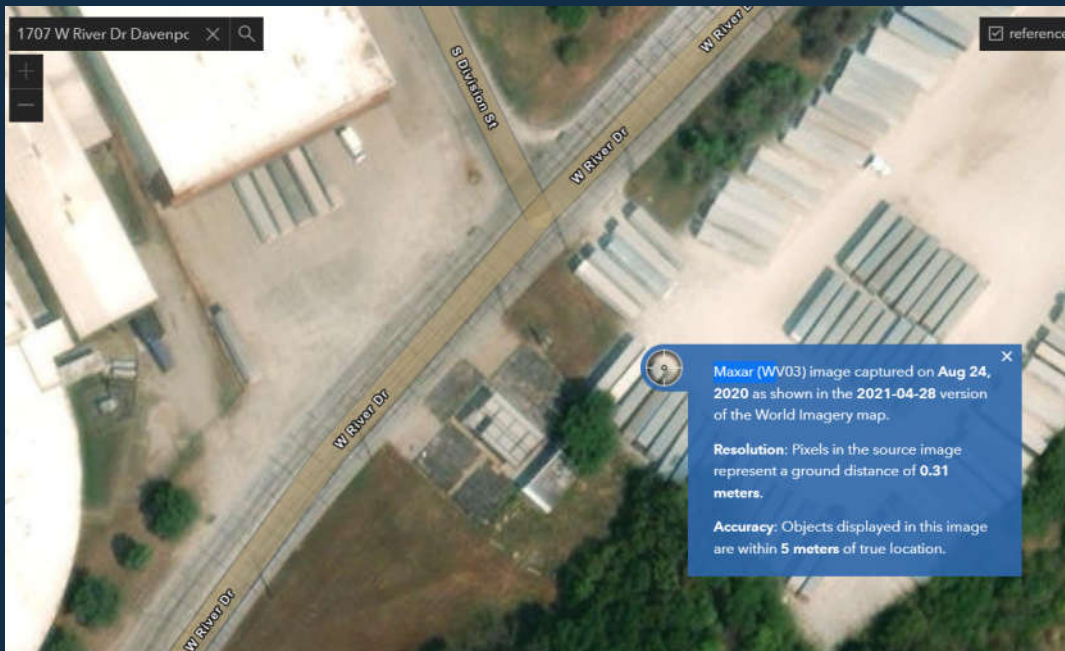 1707 W River Dr Davenpc
reference
W River D
S Division St
W River Dr
Maxar (WV03) image captured on Aug 24,
2020 as shown in the 2021-04-28 version
of the World Imagery map.
Resolution: Pixels in the source image
represent a ground distance of 0.31
meters.
W River Dr
Accuracy: Objects displayed in this image
are within 5 meters of true location.
W River Dr